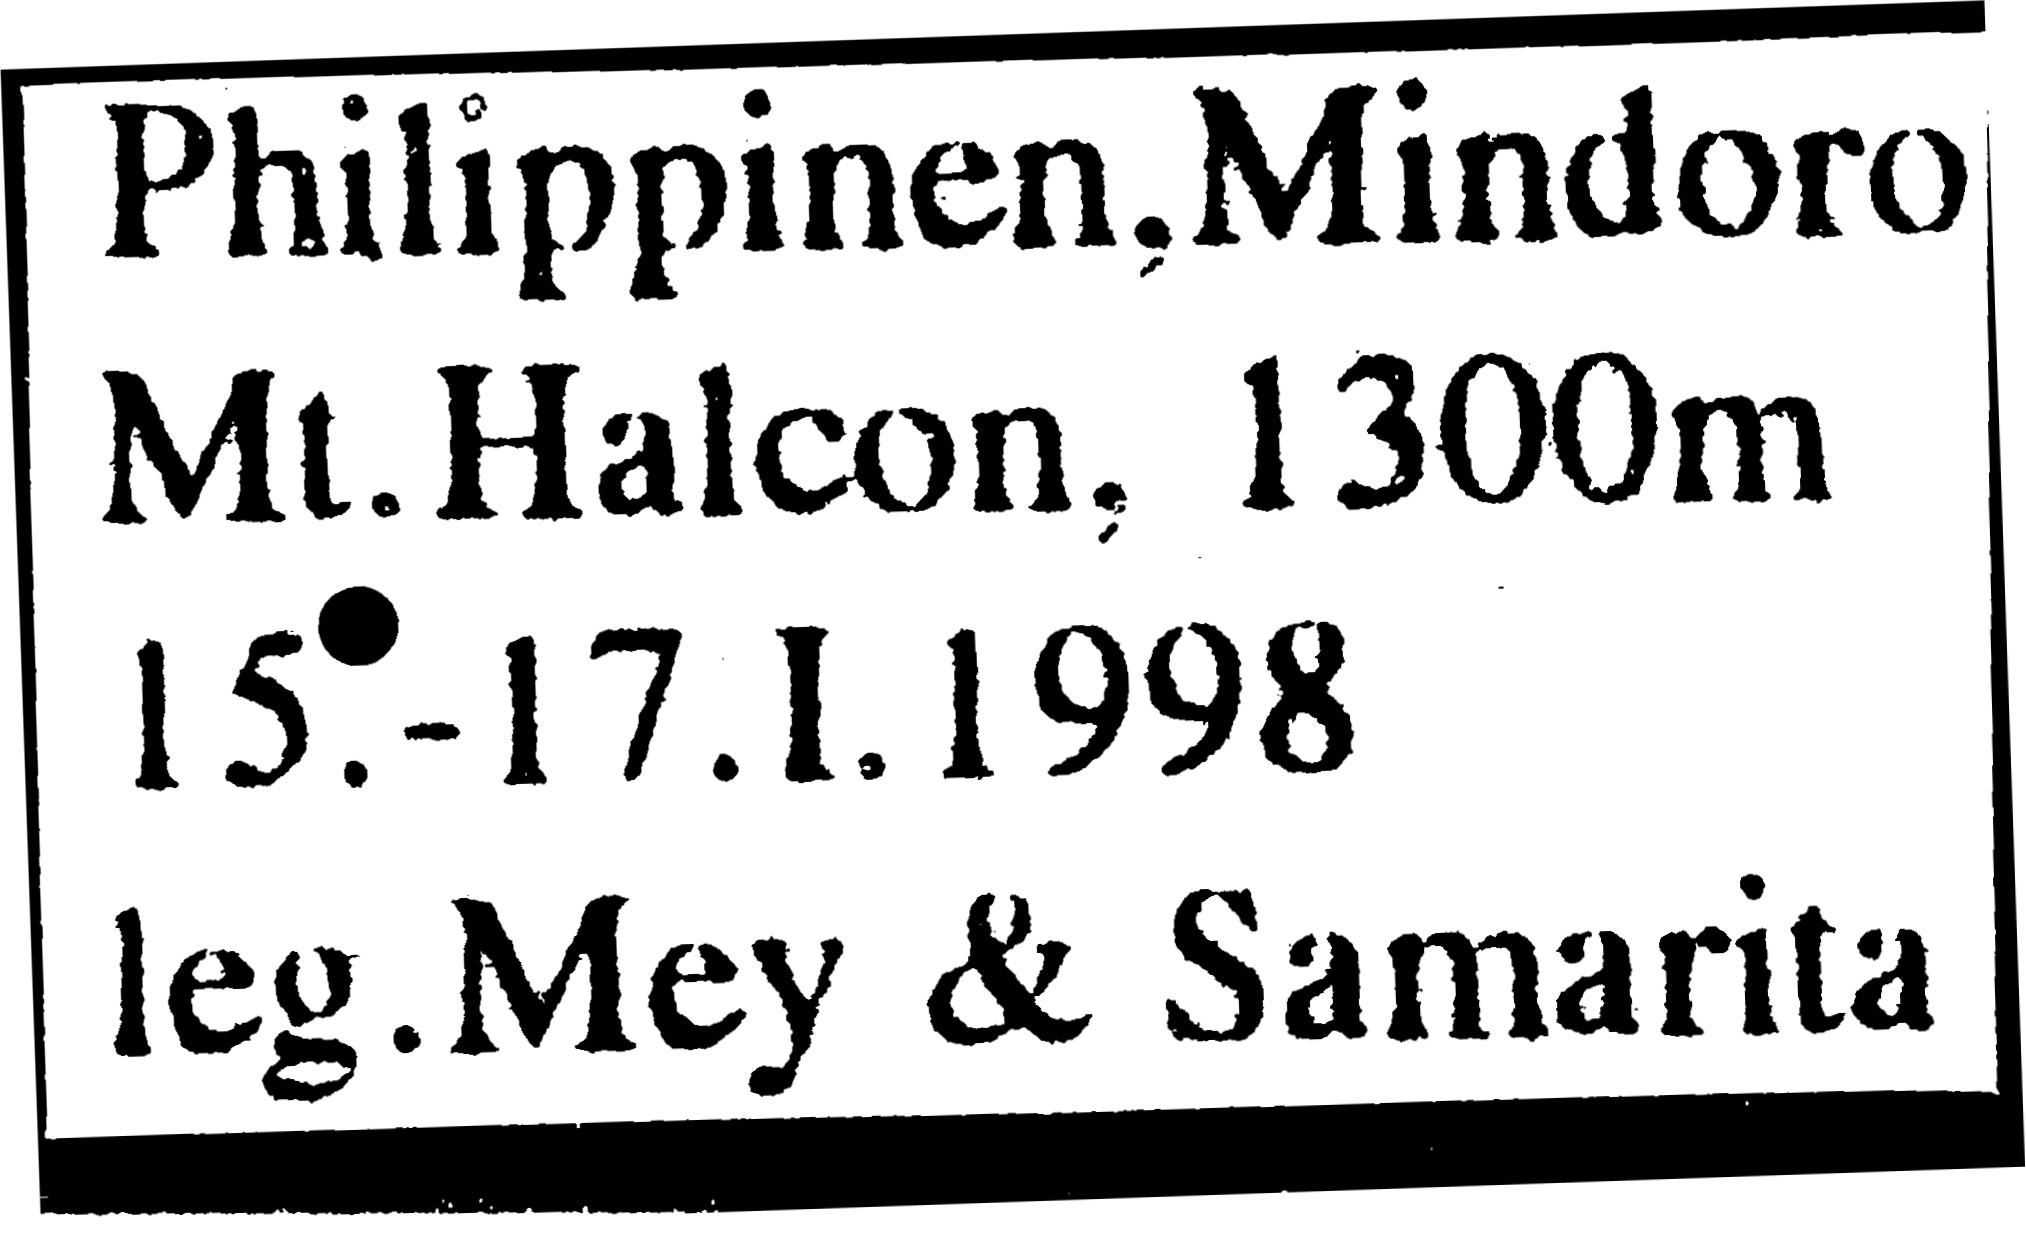 Philippinen,Mindoro
Mt.Halcon, 1300m
15.-17.I.1998
leg.Mey & Samarita